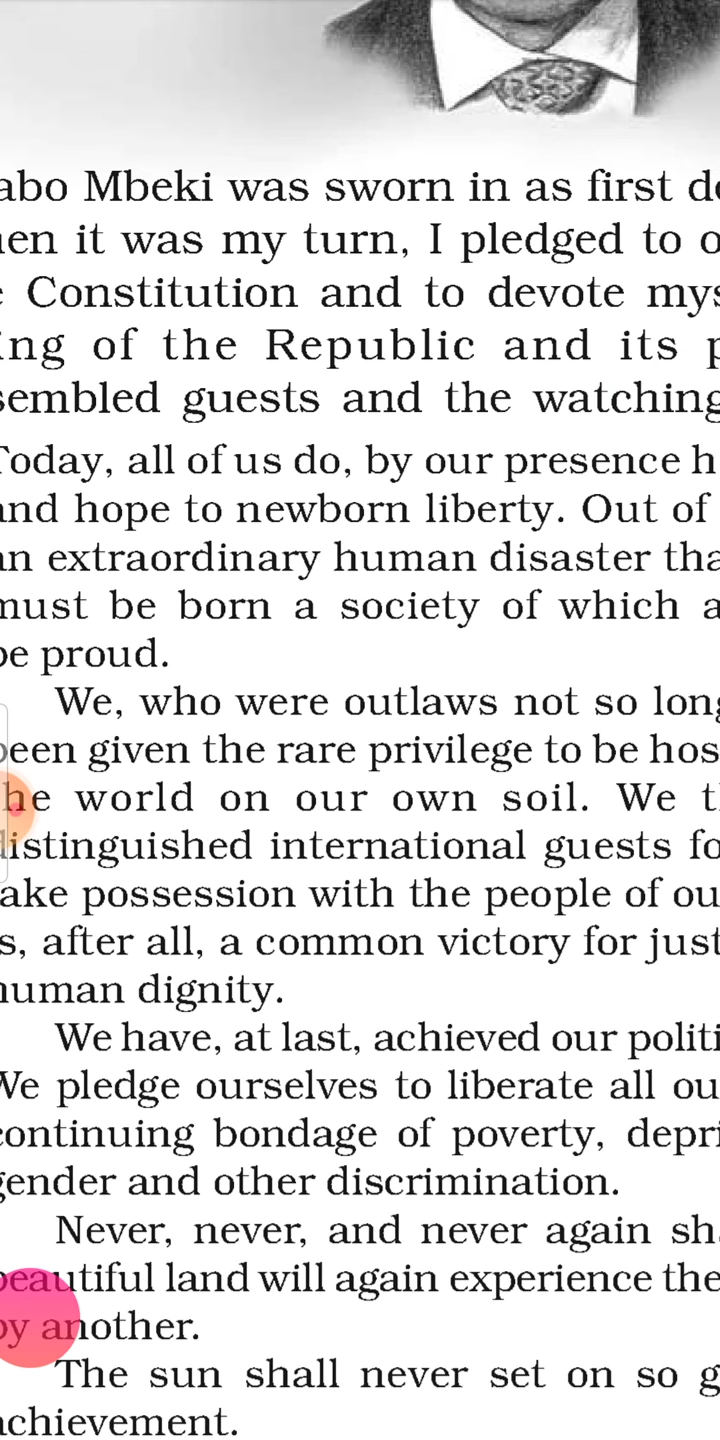 abo Mbeki was sworn in as first de
en it was my turn, I pledged to o
Constitution and to devote mys
ing of the Republic and its p
sembled guests and the watching
Today, all of us do, by our presence h
and hope to newborn liberty. Out of
an extraordinary human disaster tha
must be born a society of which a
be proud.
We, who were outlaws not so long
been given the rare privilege to be hos
the world on our own soil. We th
distinguished international guests fo
take possession with the people of ou
is, after all, a common victory for just
human dignity.
We have, at last, achieved our politi
We pledge ourselves to liberate all ou
continuing bondage of poverty, depri
gender and other discrimination.
Never, never, and never again sha
beautiful land will again experience the
by another.
The sun shall never set on so g
achievement.